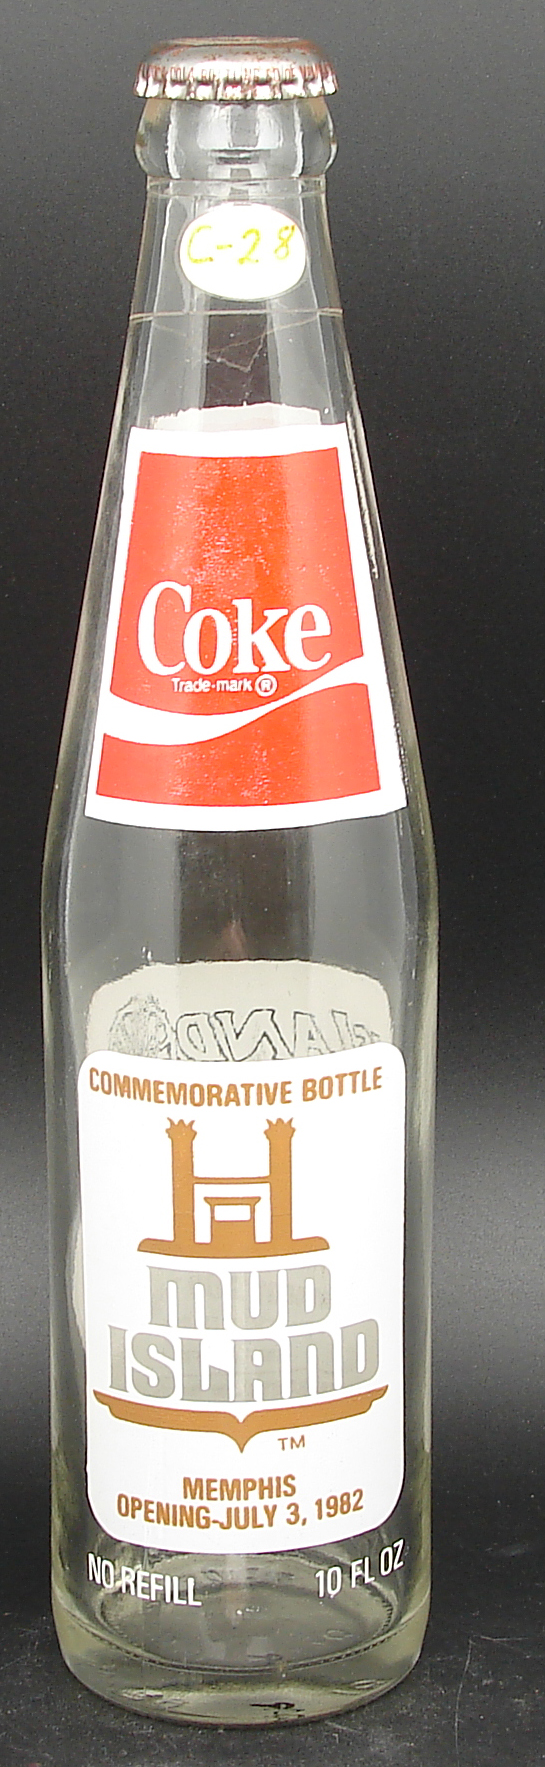 C-28
Coke
Trade-mark ®
COMMEMORATIVE BOTTLE
MUD
ISLAND
TM
MEMPHIS
OPENING-JULY 3, 1982
NO REFILL 10 FL OZ